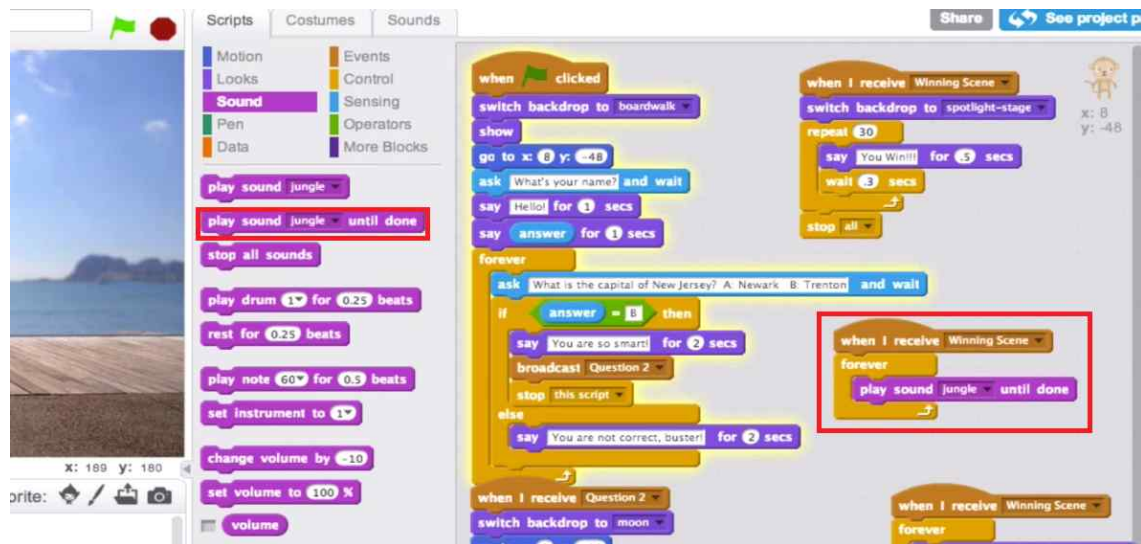 Scripts Costumes Sounds
Share See project p
Motion Events
Looks Control
Sound Sensing
Pen Operators
Data More Blocks
play sound jungle
play sound jungle until done
stop all sounds
play drum 1 for 0.25 beats
rest for 0.25 beats
play note 60 for 0.5 beats
set instrument to 1
change volume by -10
set volume to 100 %
volume
x: 189 y: 180
rite:
when clicked
switch backdrop to boardwalk
show
go to x: 8 y: -48
ask What's your name? and wait
say Hello! for 1 secs
say answer for 1 secs
forever
ask What is the capital of New Jersey? A. Newark B. Trenton and wait
if answer = B then
say You are so smart! for 2 secs
broadcast Question 2
stop this script
else
say You are not correct, buster! for 2 secs
when I receive Question 2
switch backdrop to moon
when I receive Winning Scene
switch backdrop to spotlight-stage
repeat 30
say You Win!!! for .5 secs
wait .3 secs
stop all
x: 8
y: -48
when I receive Winning Scene
forever
play sound jungle until done
when I receive Winning Scene
forever